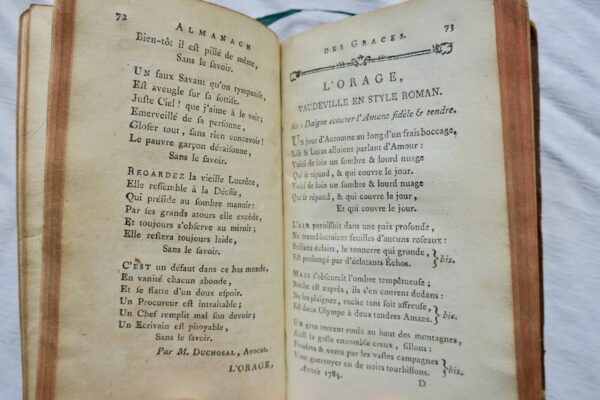 72
ALMANACH
Bien-tôt il est pillé de même,
Sans le savoir.
UN faux Savant qu'on tympanise,
Est aveugle sur sa sottise.
Juste Ciel! que j'aime à le voir;
Emerveillé de sa personne,
Gloser tout, sans rien concevoir!
Le pauvre garçon déraisonne,
Sans le savoir.
REGARDEZ la vieille Lucrèce,
Elle ressemble à la Déesse,
Qui préside au sombre manoir:
Par ses grands atours elle excède,
Et toujours s'observe au miroir;
Elle restera toujours laide,
Sans le savoir.
C'EST un défaut dans ce bas monde,
En vanité chacun abonde,
Et se flatte d'un doux espoir.
Un Procureur est intraitable;
Un Chef remplit mal son devoir;
Un Ecrivain est pitoyable,
Sans le savoir.
Par M. DUCHOSAL, Avocat.
L'ORAGE,
DES GRACES. 73
L'ORAGE,
VAUDEVILLE EN STYLE ROMAN.
Air: Daigne écouter l'Amant fidèle & tendre.
UN jour d'Automne au long d'un frais boccage,
Lise & Lucas alloient parlant d'Amour:
Voici de loin un sombre & lourd nuage
Qui se répand, & qui couvre le jour.
Voici de loin un sombre & lourd nuage
Qui se répand, & qui couvre le jour,
Et qui couvre le jour.
L'AIR paroissoit dans une paix profonde,
Ne tremblottoient feuilles d'aucuns roseaux:
Brillans éclairs, le tonnerre qui gronde,
Est prolongé par d'éclatants Echos. } bis.
MAIS s'obscurcit l'ombre tempêtueuse;
Roche est auprès, ils s'en courent dedans:
Ne les plaigner, roche tant soit affreuse,
Est doux Olympe à deux tendres Amans. } bis.
UN gros torrent roule au haut des montagnes,
Aussi la grêle ensemble creux, sillons:
Foudres & vents par les vastes campagnes
Vont guerroyer en de noirs tourbillons. } bis.
Année 1785. D